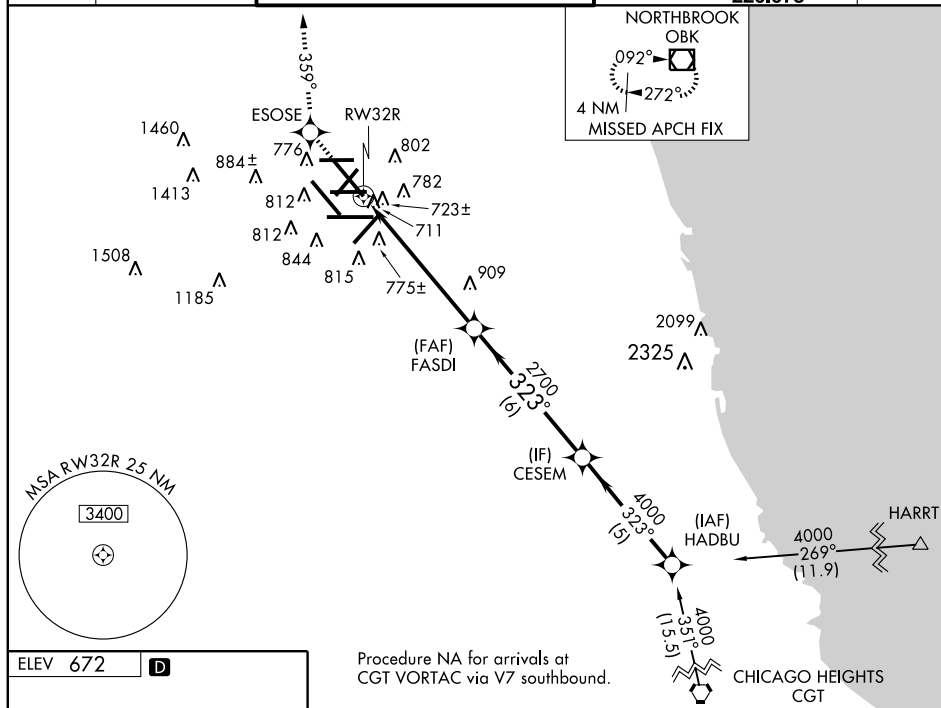 NORTHBROOK
OBK
092°
272°
4 NM
MISSED APCH FIX
359°
ESOSE
RW32R
1460
776
802
884±
1413
782
812
723±
711
812
844
1508
815
775±
1185
909
2099
(FAF)
FASDI
2325
2700
323°
(6)
(IF)
CESEM
MSA RW32R 25 NM
3400
4000
323°
(5)
(IAF)
HADBU
HARRT
4000
269°
(11.9)
4000
351°
(15.5)
ELEV 672
D
Procedure NA for arrivals at
CGT VORTAC via V7 southbound.
CHICAGO HEIGHTS
CGT